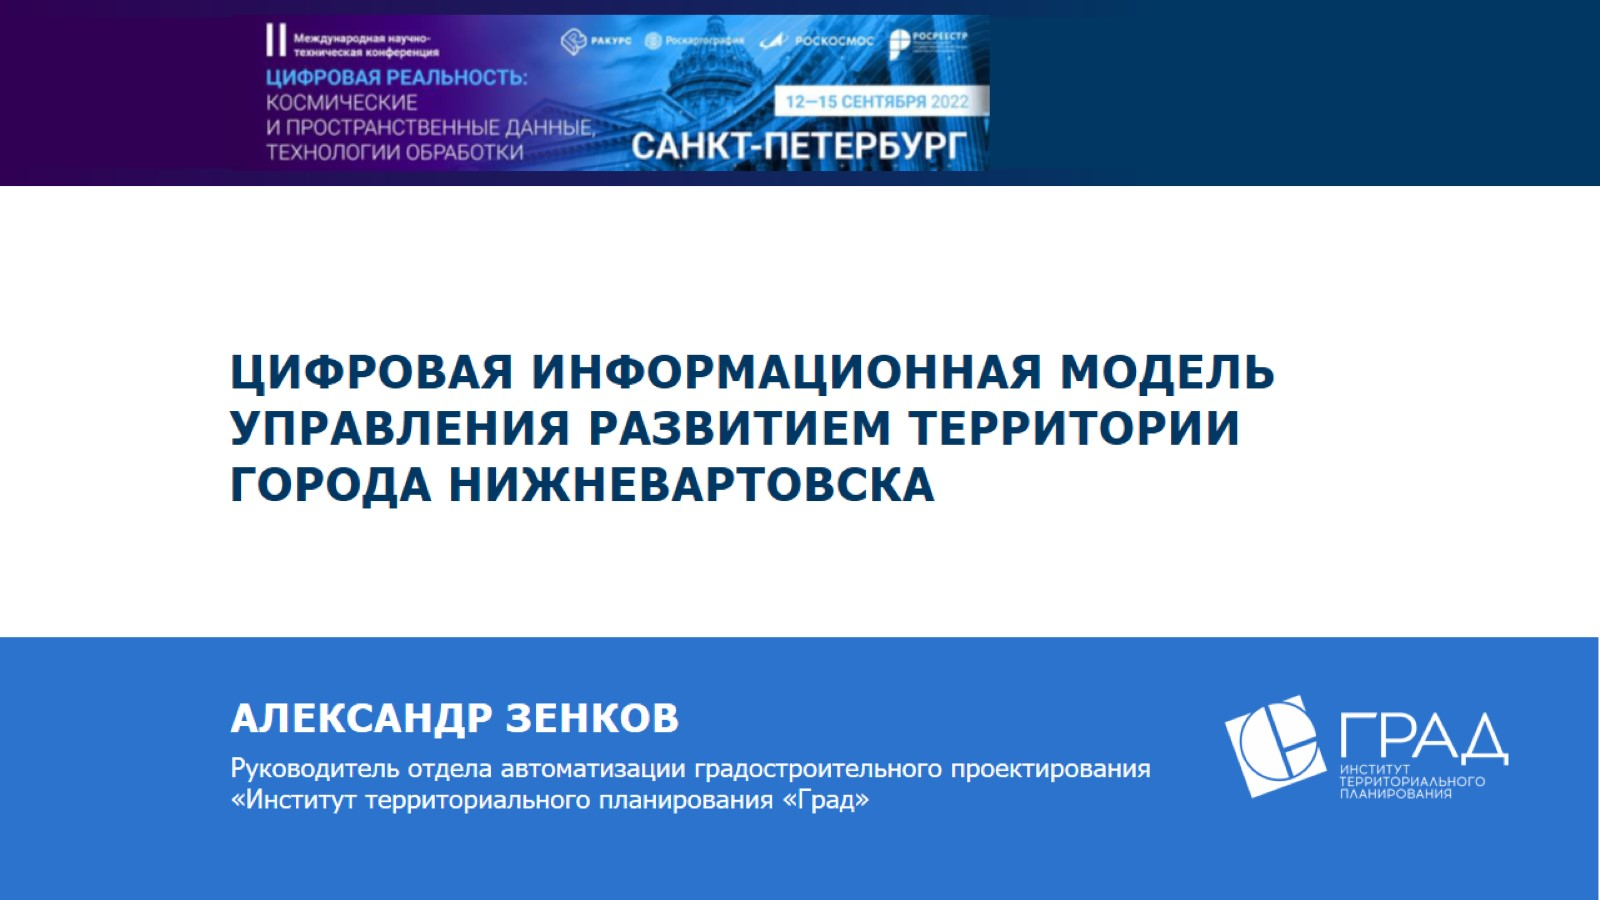 II Международная научно-
техническая конференция
ЦИФРОВАЯ РЕАЛЬНОСТЬ:
КОСМИЧЕСКИЕ
И ПРОСТРАНСТВЕННЫЕ ДАННЫЕ,
ТЕХНОЛОГИИ ОБРАБОТКИ
РАКУРС Роскартография РОСКОСМОС РОСРЕЕСТР
12—15 СЕНТЯБРЯ 2022
САНКТ-ПЕТЕРБУРГ
ЦИФРОВАЯ ИНФОРМАЦИОННАЯ МОДЕЛЬ
УПРАВЛЕНИЯ РАЗВИТИЕМ ТЕРРИТОРИИ
ГОРОДА НИЖНЕВАРТОВСКА
АЛЕКСАНДР ЗЕНКОВ
Руководитель отдела автоматизации градостроительного проектирования
«Институт территориального планирования «Град»
ГРАД
ИНСТИТУТ
ТЕРРИТОРИАЛЬНОГО
ПЛАНИРОВАНИЯ